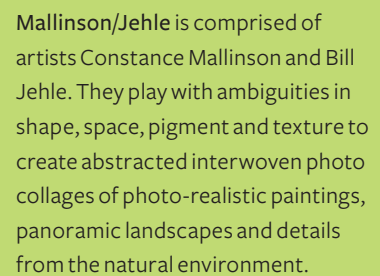 Mallinson/Jehle is comprised of
artists Constance Mallinson and Bill
Jehle. They play with ambiguities in
shape, space, pigment and texture to
create abstracted interwoven photo
collages of photo-realistic paintings,
panoramic landscapes and details
from the natural environment.